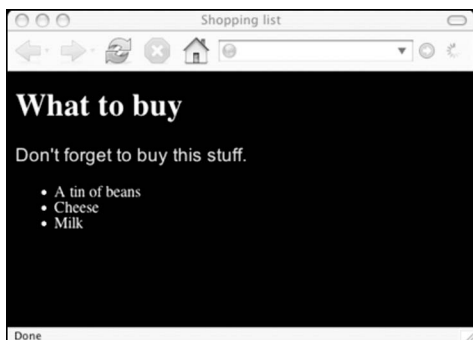 Shopping list
What to buy
Don't forget to buy this stuff.
• A tin of beans
• Cheese
• Milk
Done